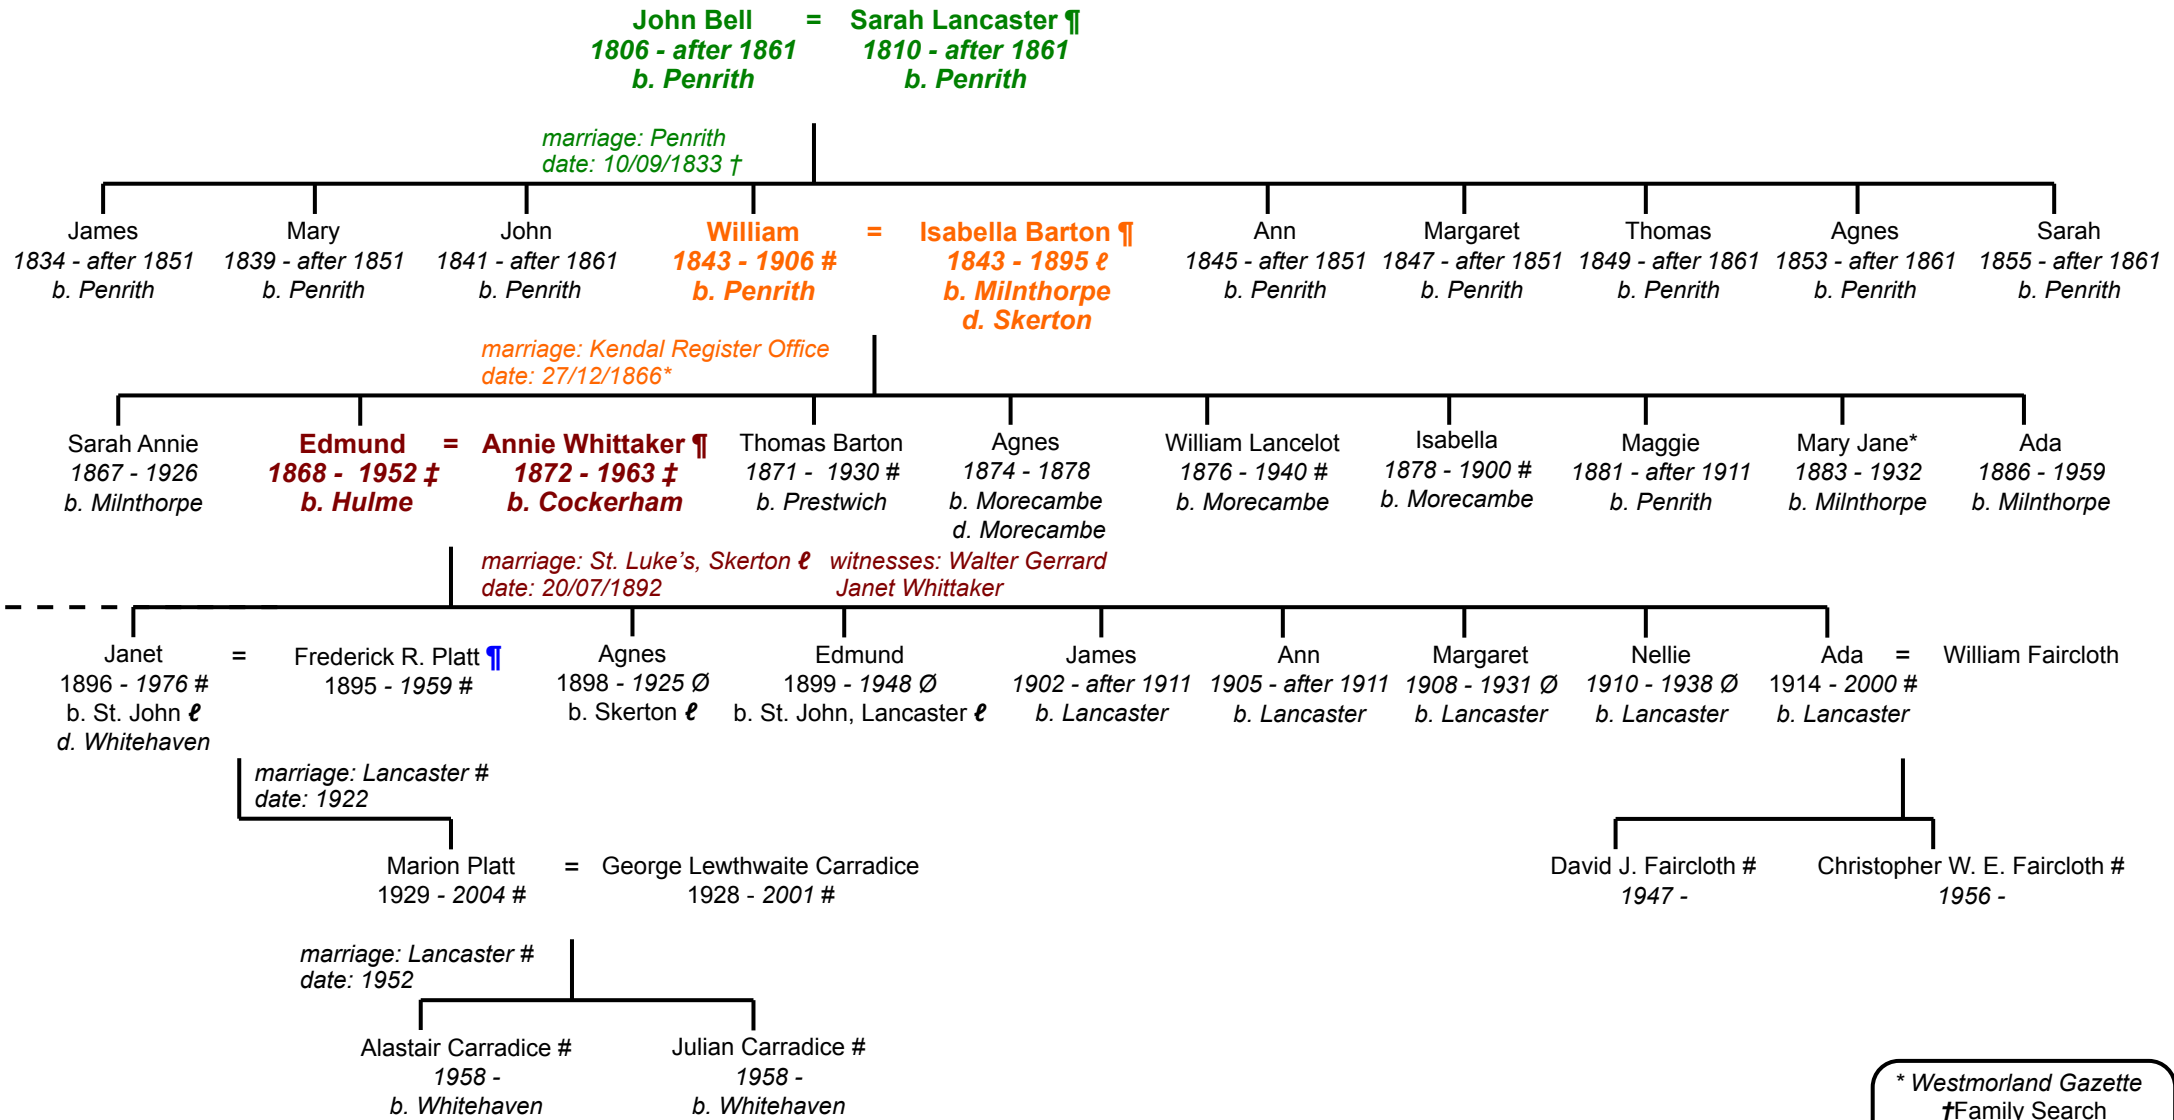 John Bell = Sarah Lancaster ¶
1806 - after 1861 1810 - after 1861
b. Penrith b. Penrith
marriage: Penrith
date: 10/09/1833 †
James Mary John William = Isabella Barton ¶ Ann Margaret Thomas Agnes Sarah
1834 - after 1851 1839 - after 1851 1841 - after 1861 1843 - 1906 # 1843 - 1895 ℓ 1845 - after 1851 1847 - after 1851 1849 - after 1861 1853 - after 1861 1855 - after 1861
b. Penrith b. Penrith b. Penrith b. Penrith b. Milnthorpe b. Penrith b. Penrith b. Penrith b. Penrith b. Penrith
d. Skerton
marriage: Kendal Register Office
date: 27/12/1866*
Sarah Annie Edmund = Annie Whittaker ¶ Thomas Barton Agnes William Lancelot Isabella Maggie Mary Jane* Ada
1867 - 1926 1868 - 1952 ‡ 1872 - 1963 ‡ 1871 - 1930 # 1874 - 1878 1876 - 1940 # 1878 - 1900 # 1881 - after 1911 1883 - 1932 1886 - 1959
b. Milnthorpe b. Hulme b. Cockerham b. Prestwich b. Morecambe b. Morecambe b. Morecambe b. Penrith b. Milnthorpe b. Milnthorpe
d. Morecambe
marriage: St. Luke's, Skerton ℓ witnesses: Walter Gerrard
date: 20/07/1892 Janet Whittaker
Janet = Frederick R. Platt ¶ Agnes Edmund James Ann Margaret Nellie Ada = William Faircloth
1896 - 1976 # 1895 - 1959 # 1898 - 1925 Ø 1899 - 1948 Ø 1902 - after 1911 1905 - after 1911 1908 - 1931 Ø 1910 - 1938 Ø 1914 - 2000 #
b. St. John ℓ b. Skerton ℓ b. St. John, Lancaster ℓ b. Lancaster b. Lancaster b. Lancaster b. Lancaster b. Lancaster
d. Whitehaven
marriage: Lancaster #
date: 1922
Marion Platt = George Lewthwaite Carradice David J. Faircloth # Christopher W. E. Faircloth #
1929 - 2004 # 1928 - 2001 # 1947 - 1956 -
marriage: Lancaster #
date: 1952
Alastair Carradice # Julian Carradice #
1958 - 1958 -
b. Whitehaven b. Whitehaven
* Westmorland Gazette
†Family Search